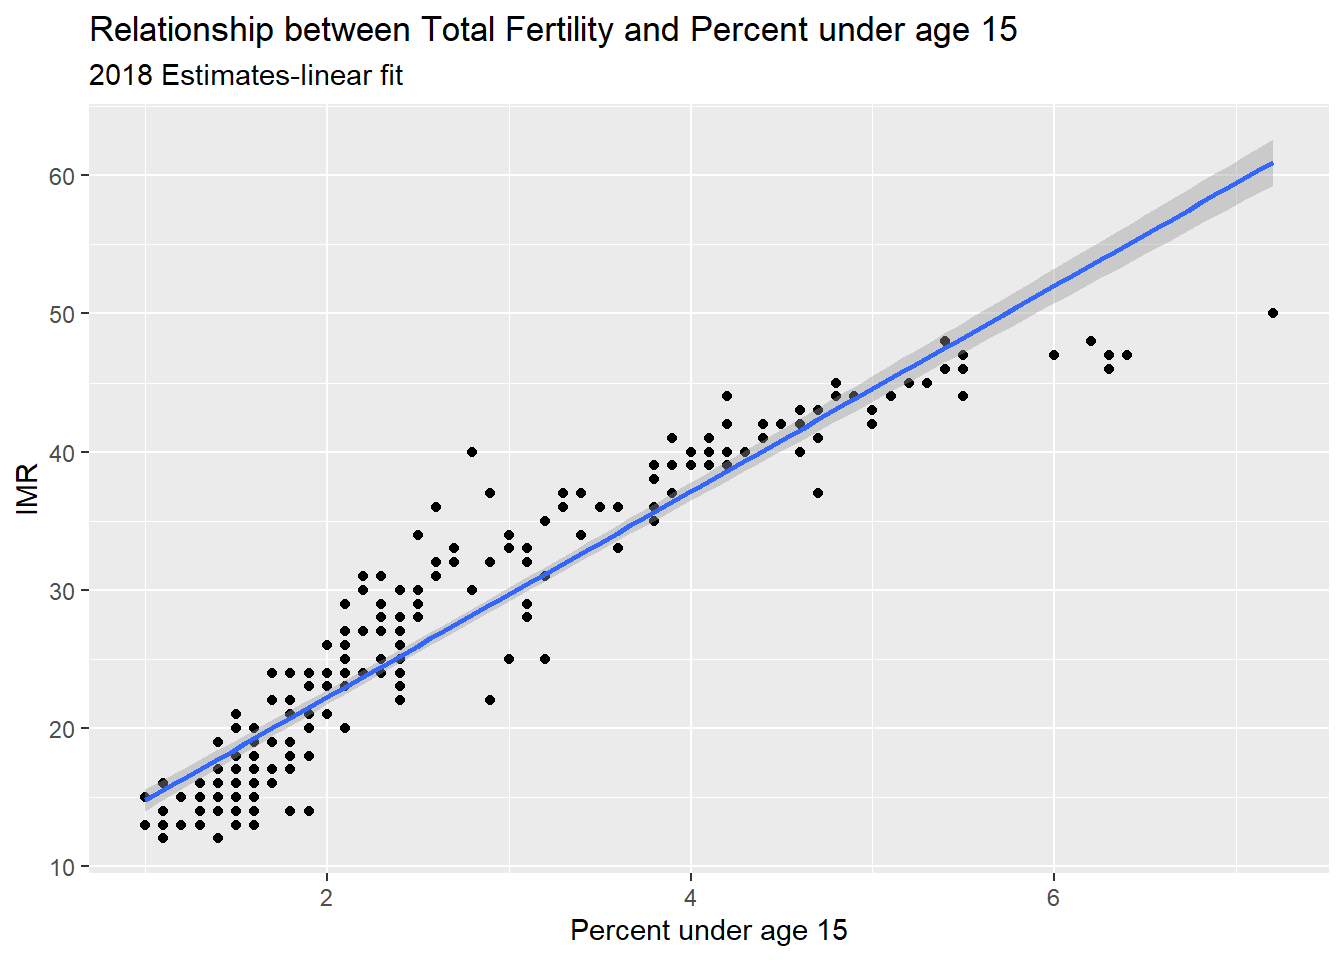 Relationship between Total Fertility and Percent under age 15
2018 Estimates-linear fit
60
50
40
30
20
10
IMR
2
4
6
Percent under age 15